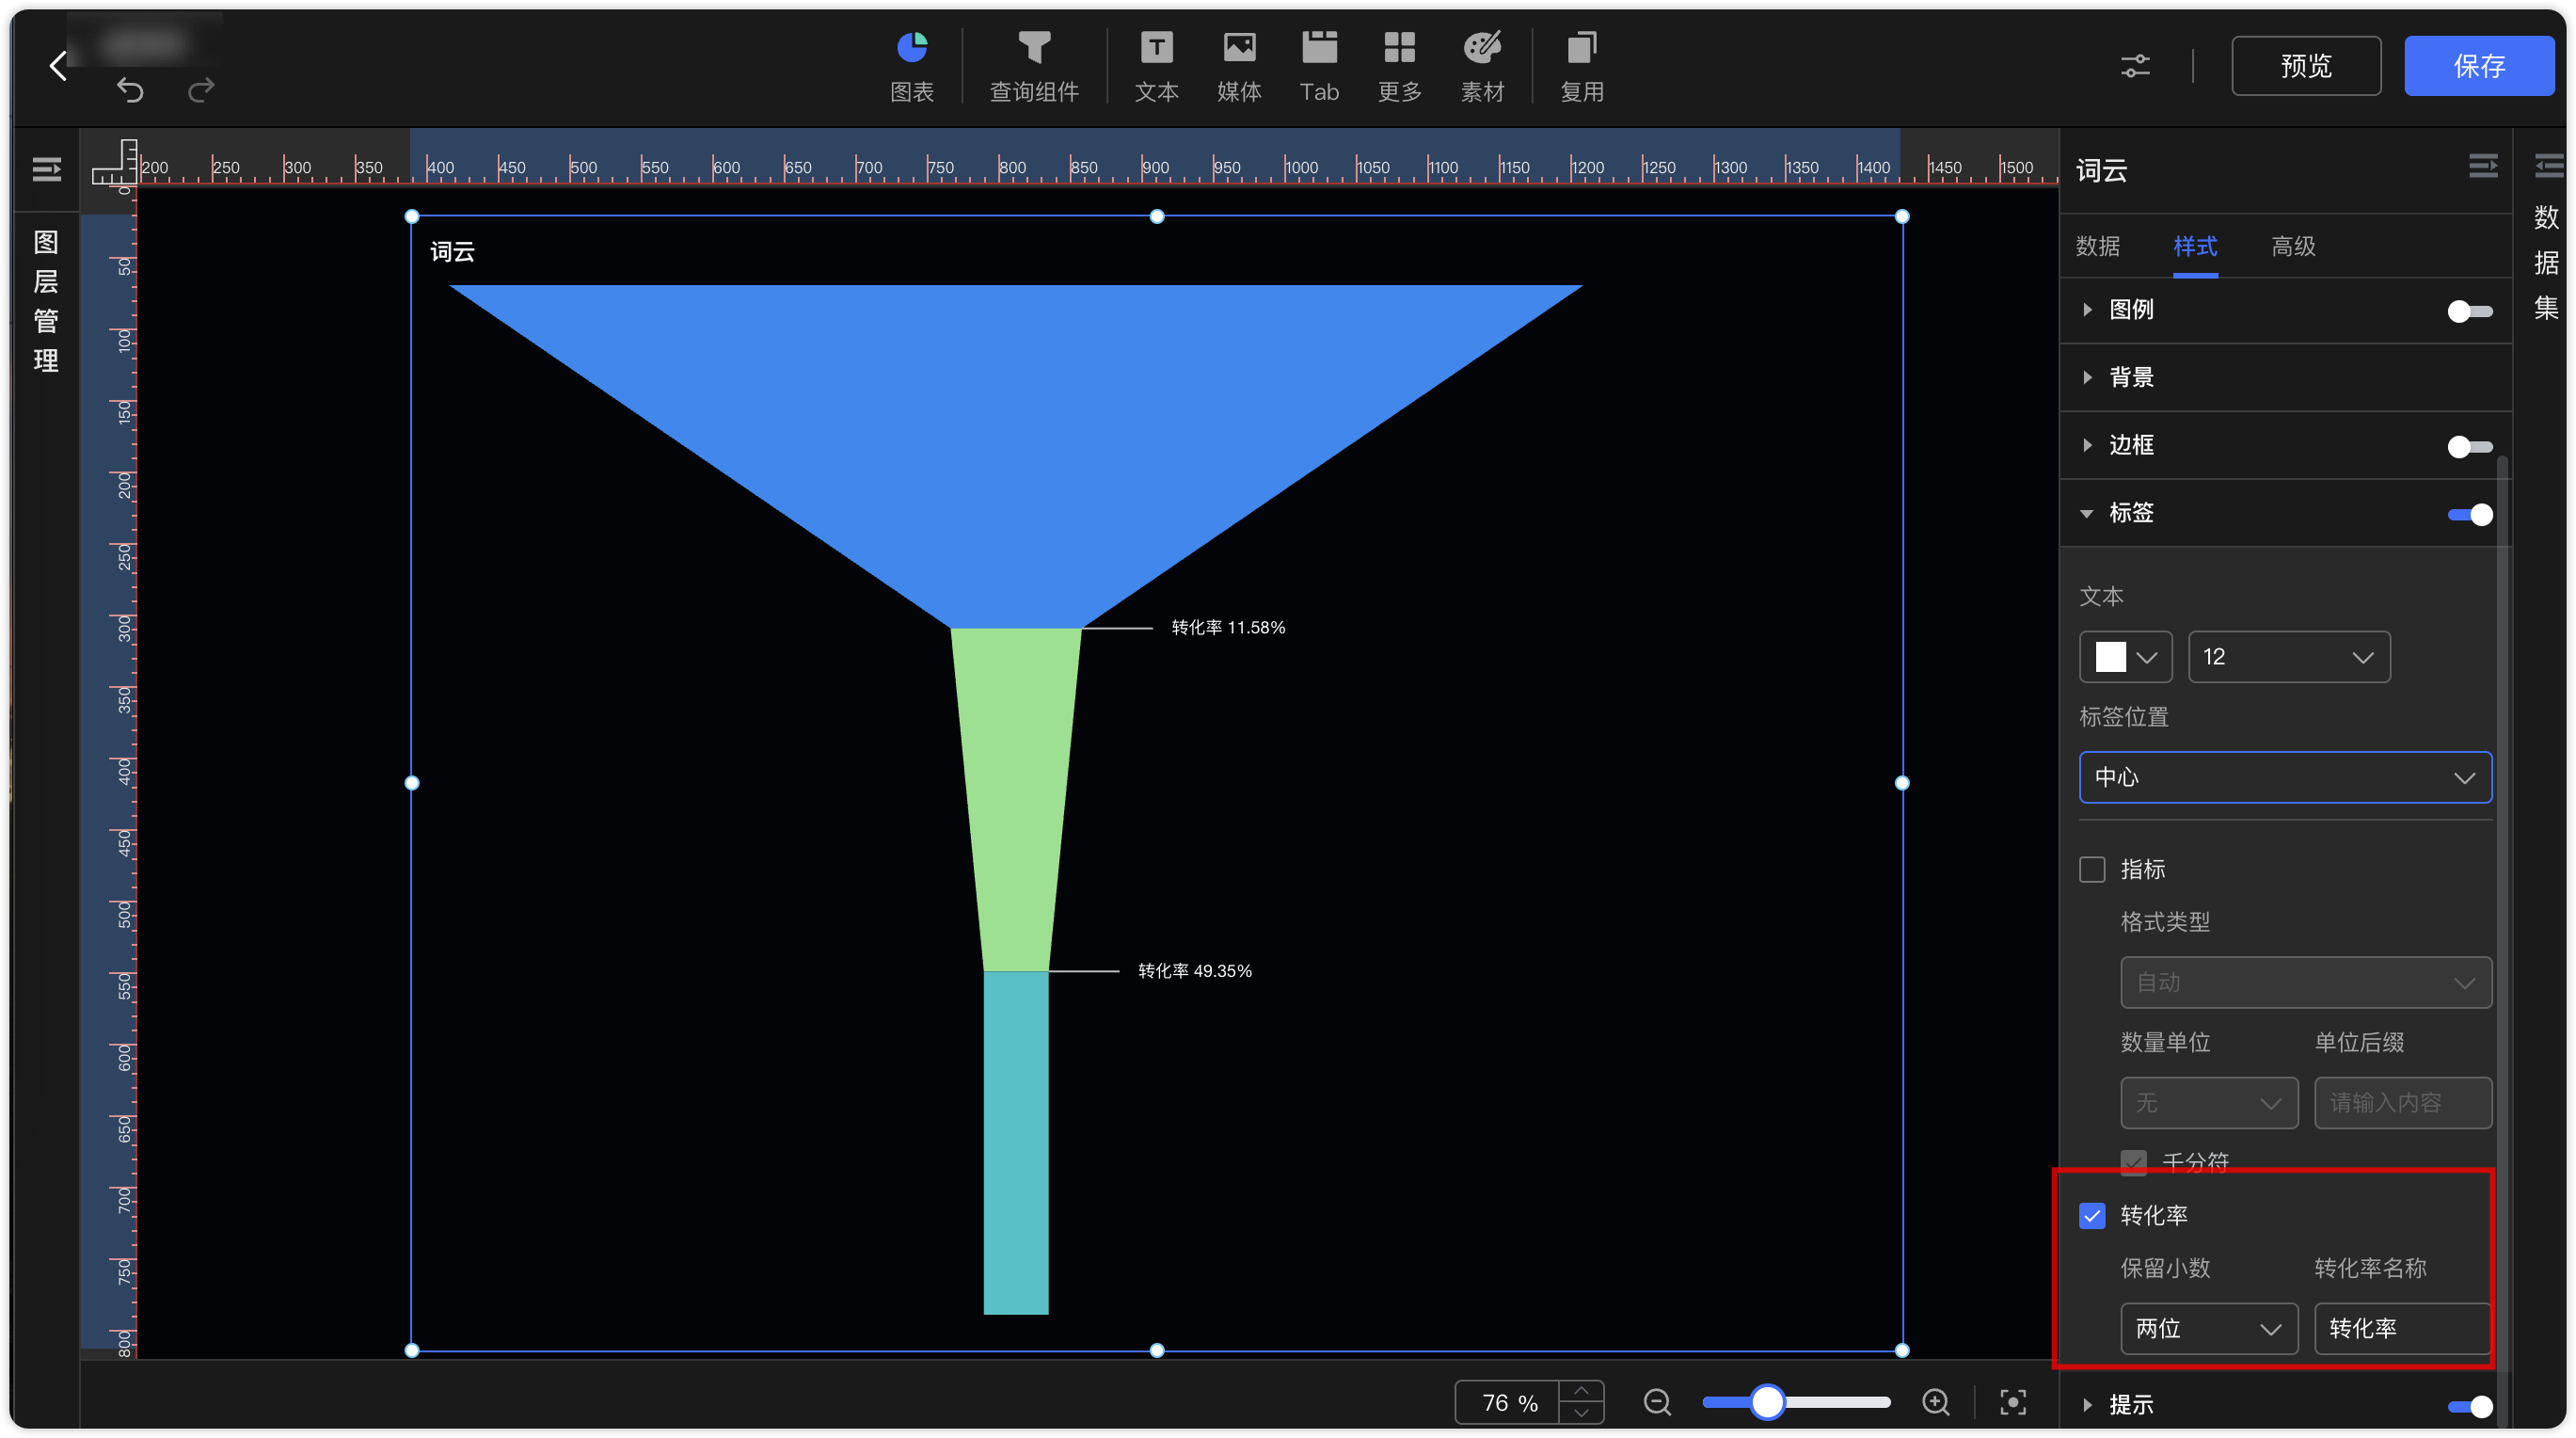 图表
查询组件
文本
媒体
Tab
更多
素材
复用
预览
保存
200 250 300 350 400 450 500 550 600 650 700 750 800 850 900 950 1000 1050 1100 1150 1200 1250 1300 1350 1400 1450 1500
0 50 100 150 200 250 300 350 400 450 500 550 600 650 700 750 800
图层管理
词云
转化率 11.58%
转化率 49.35%
76 %
词云
数据 样式 高级
图例
背景
边框
标签
文本
12
标签位置
中心
指标
格式类型
自动
数量单位 单位后缀
无 请输入内容
千分符
转化率
保留小数 转化率名称
两位 转化率
提示
数据集